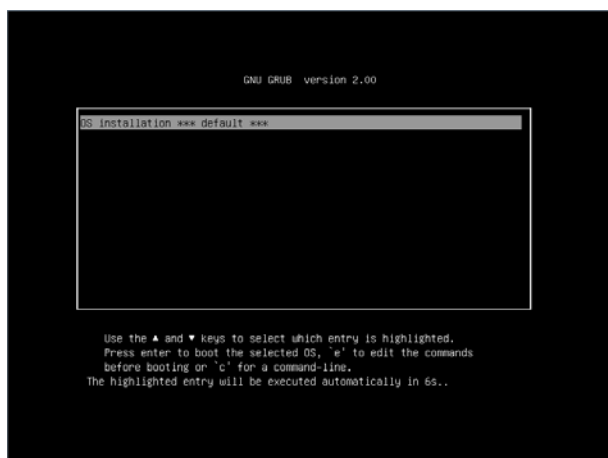 GNU GRUB  version 2.00
OS installation *** default ***
Use the ▲ and ▼ keys to select which entry is highlighted.
Press enter to boot the selected OS, `e' to edit the commands
before booting or `c' for a command-line.
The highlighted entry will be executed automatically in 6s..